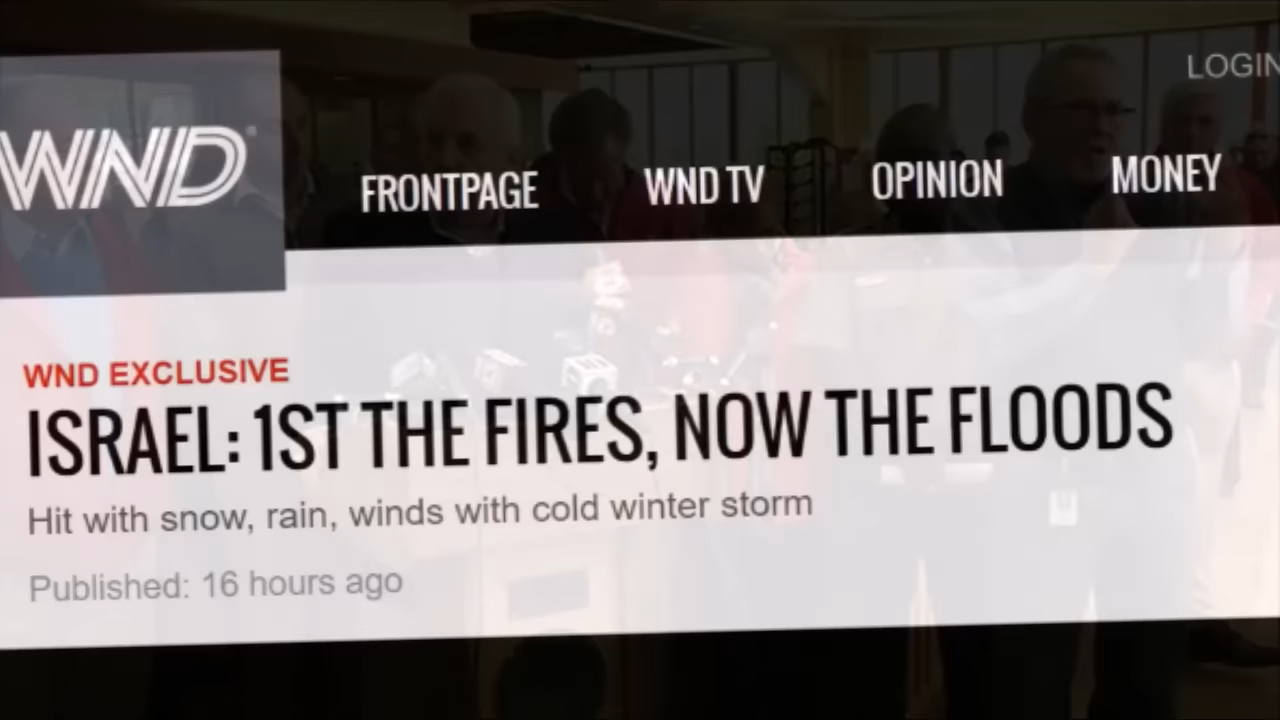 LOGIN
WND
FRONTPAGE WND TV OPINION MONEY
WND EXCLUSIVE
ISRAEL: 1ST THE FIRES, NOW THE FLOODS
Hit with snow, rain, winds with cold winter storm
Published: 16 hours ago